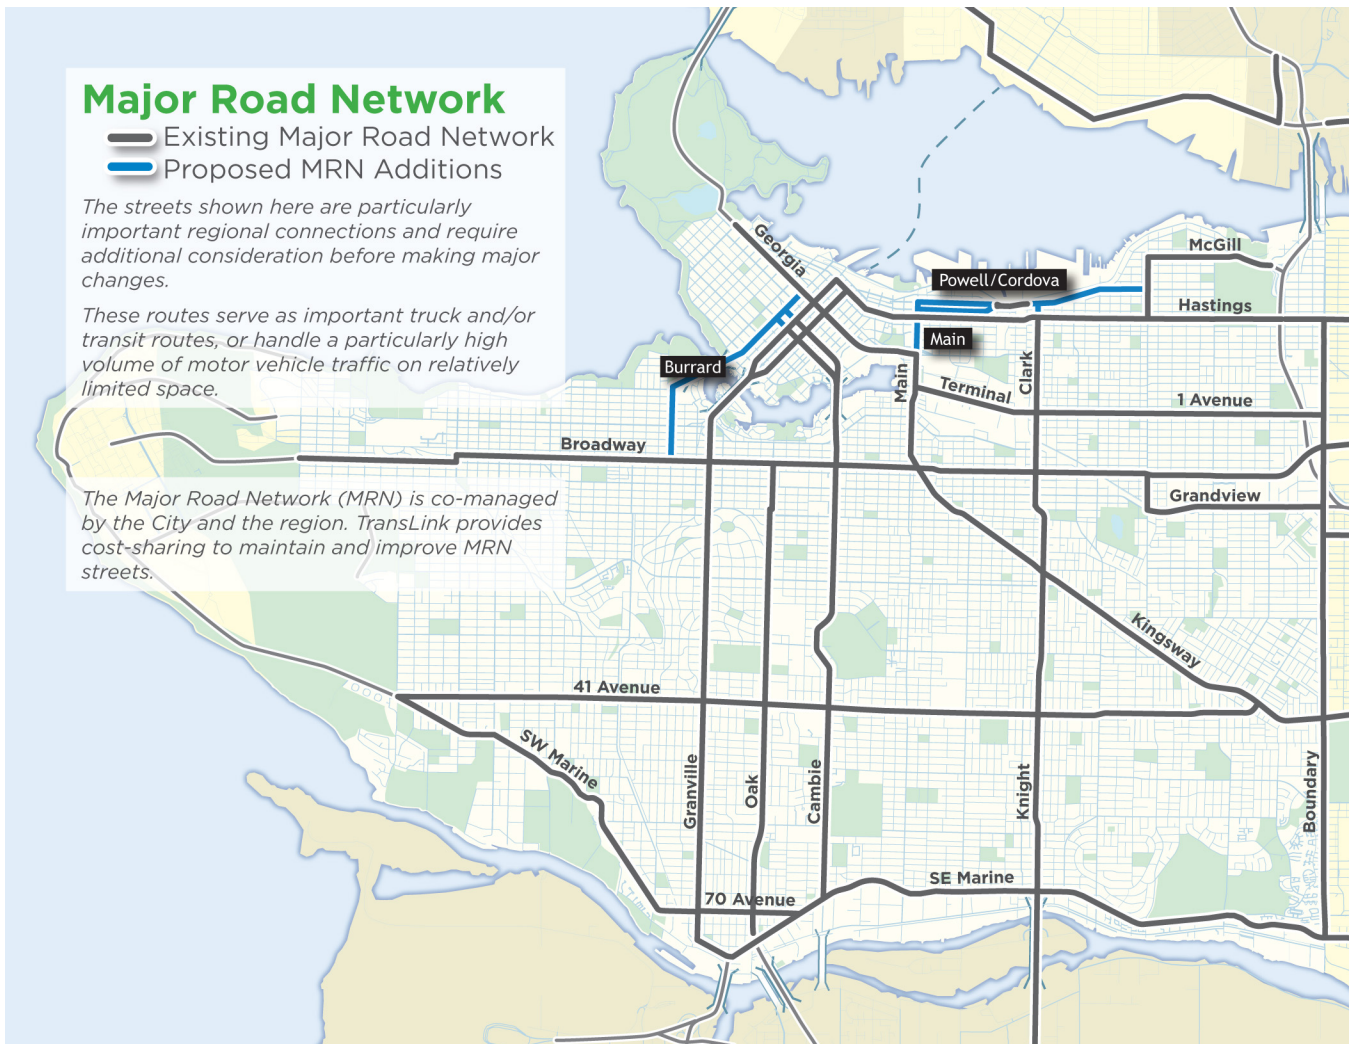 Major Road Network
Existing Major Road Network
Proposed MRN Additions
The streets shown here are particularly
important regional connections and require
additional consideration before making major
changes.
These routes serve as important truck and/or
transit routes, or handle a particularly high
volume of motor vehicle traffic on relatively
limited space.
The Major Road Network (MRN) is co-managed
by the City and the region. TransLink provides
cost-sharing to maintain and improve MRN
streets.
Georgia
McGill
Powell/Cordova
Hastings
Main
Burrard
Main
Clark
Terminal
1 Avenue
Broadway
Grandview
Kingsway
41 Avenue
SW Marine
Granville
Oak
Cambie
Knight
Boundary
SE Marine
70 Avenue